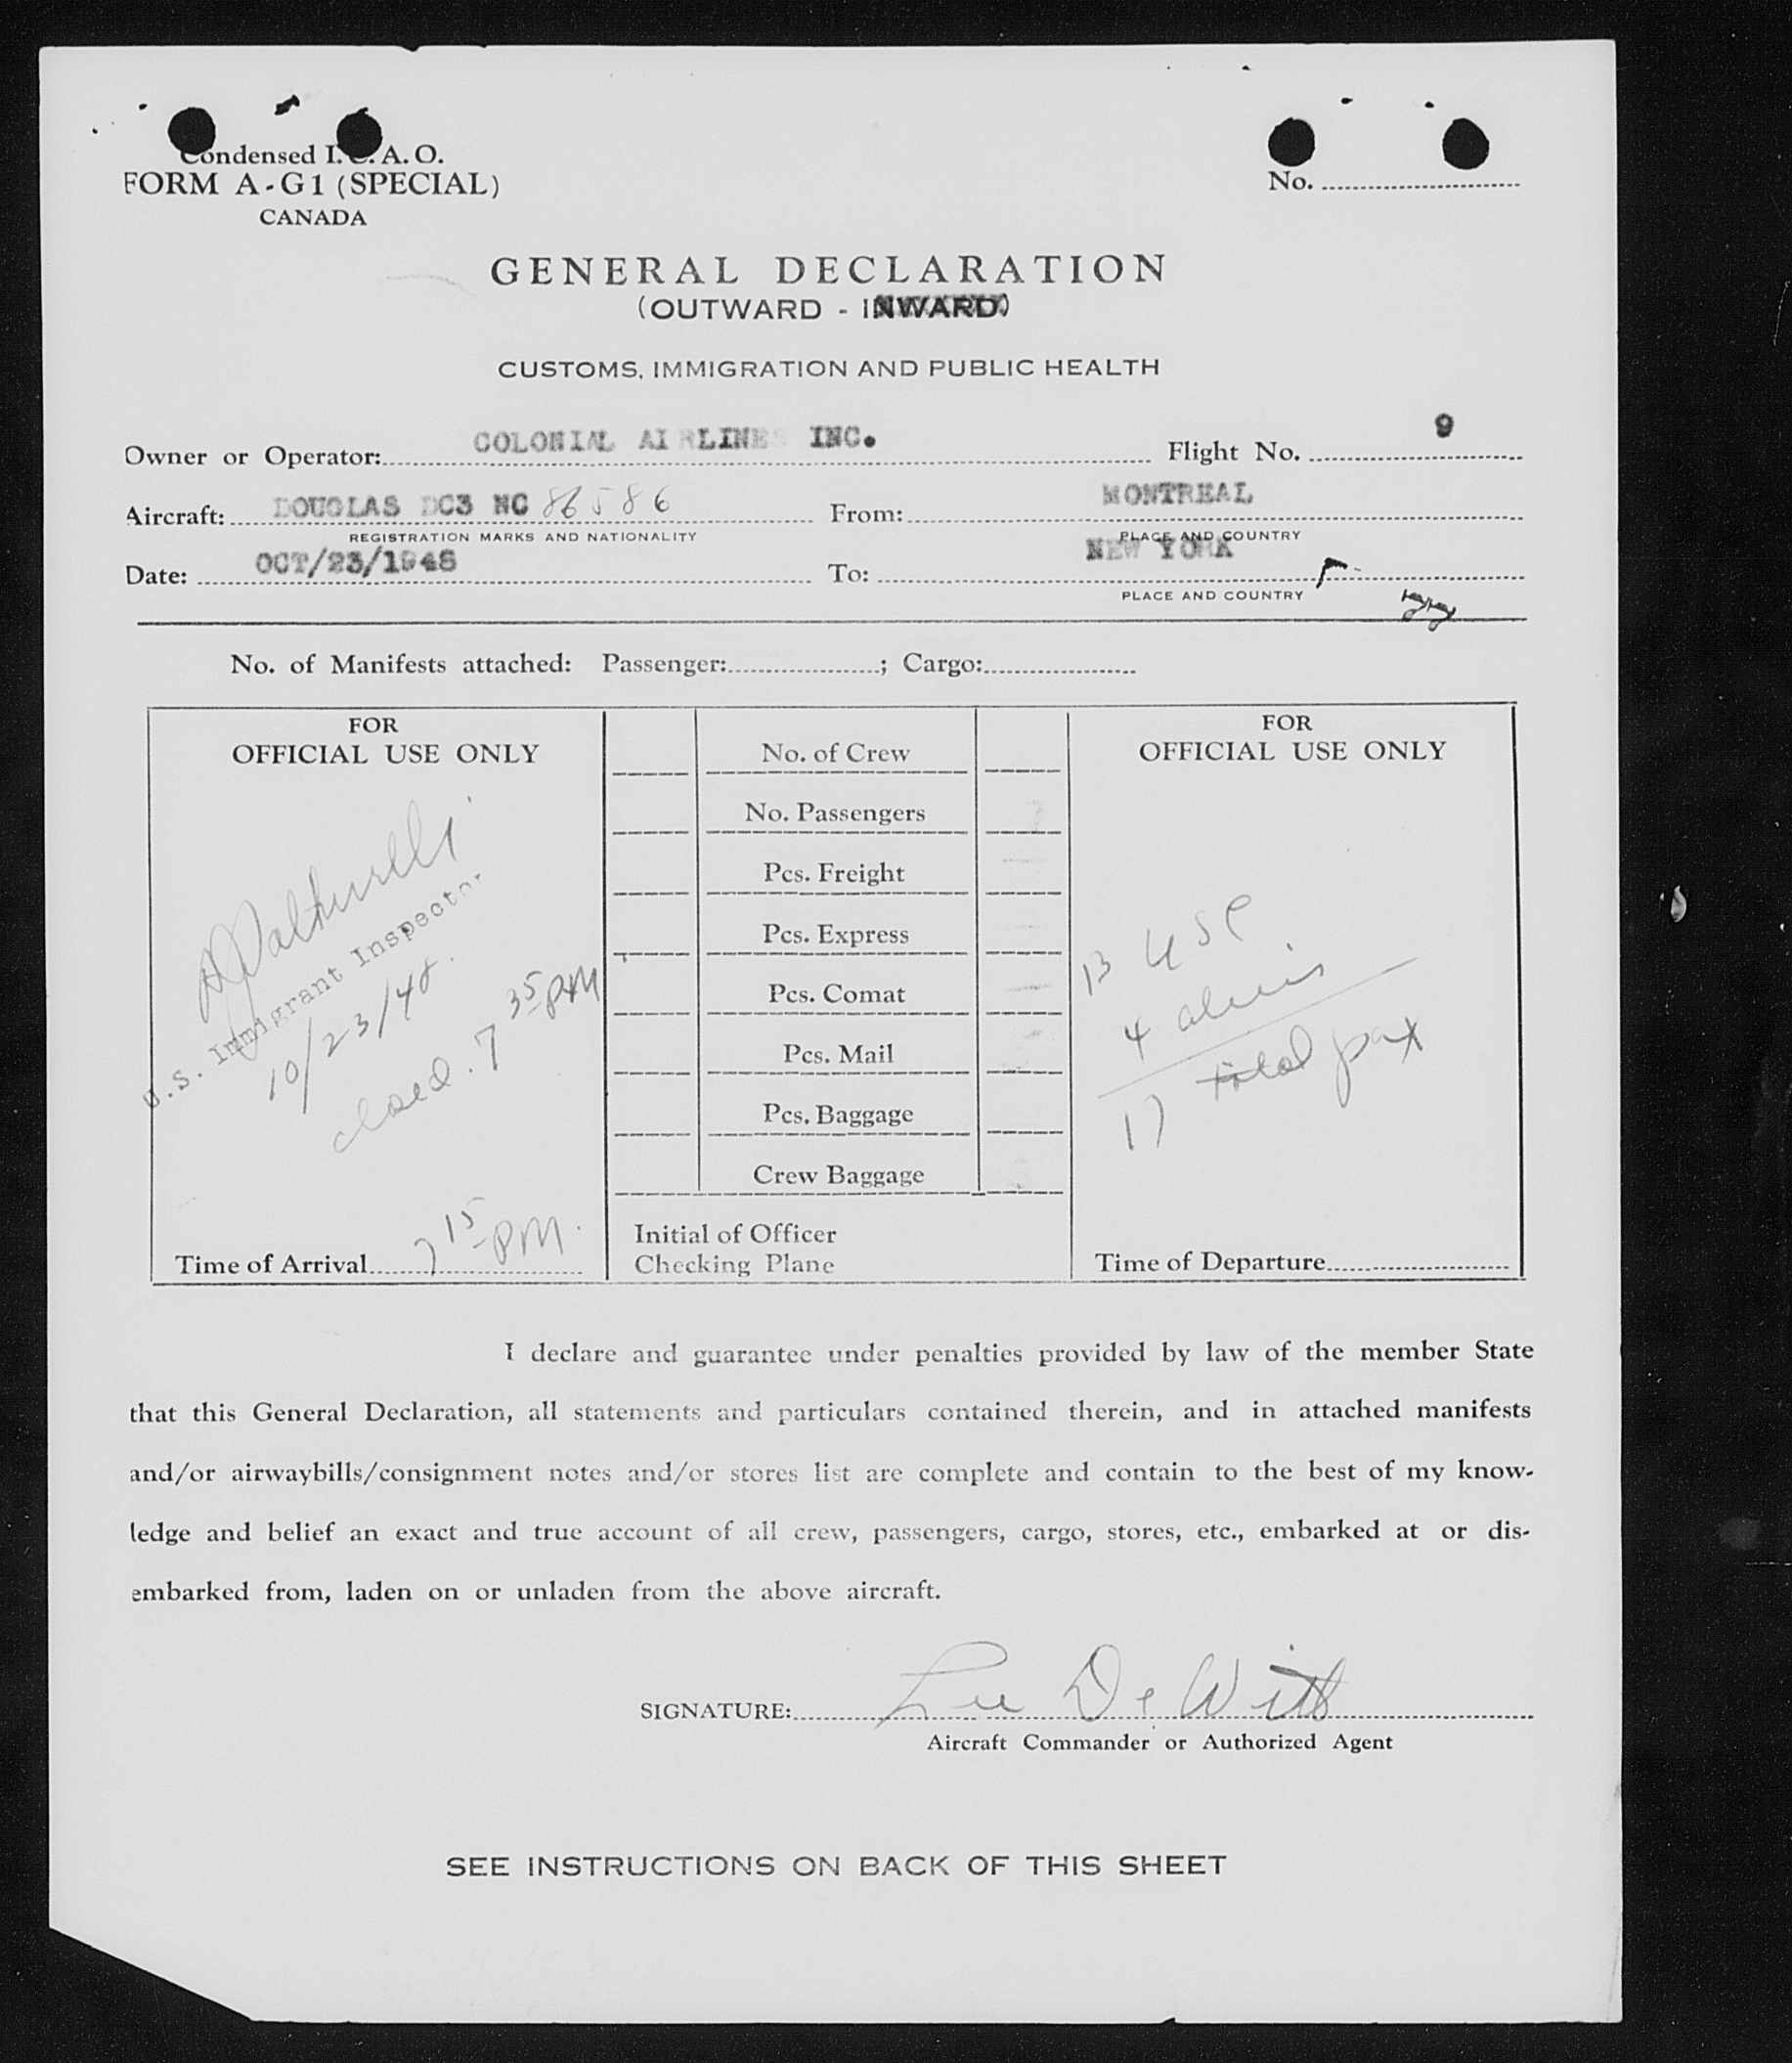 Condensed I.C.A.O.
FORM A-G1 (SPECIAL)
CANADA
No.
GENERAL DECLARATION
(OUTWARD - INWARD)
CUSTOMS, IMMIGRATION AND PUBLIC HEALTH
Owner or Operator: COLONIAL AIRLINES INC. Flight No. 9
Aircraft: DOUGLAS DC3 NC 86586 From: MONTREAL
REGISTRATION MARKS AND NATIONALITY PLACE AND COUNTRY
Date: OCT/23/1948 To: NEW YORK
PLACE AND COUNTRY
No. of Manifests attached: Passenger: ; Cargo:
FOR
OFFICIAL USE ONLY
U.S. Immigrant Inspector
10/23/48.
closed. 7 35 PM
Time of Arrival 7 15 PM.
No. of Crew
No. Passengers
Pcs. Freight
Pcs. Express
Pcs. Comat
Pcs. Mail
Pcs. Baggage
Crew Baggage
Initial of Officer
Checking Plane
FOR
OFFICIAL USE ONLY
13 USC
4 aliens
17 total pax
Time of Departure
I declare and guarantee under penalties provided by law of the member State
that this General Declaration, all statements and particulars contained therein, and in attached manifests
and/or airwaybills/consignment notes and/or stores list are complete and contain to the best of my know-
ledge and belief an exact and true account of all crew, passengers, cargo, stores, etc., embarked at or dis-
embarked from, laden on or unladen from the above aircraft.
SIGNATURE: Lee DeWitt
Aircraft Commander or Authorized Agent
SEE INSTRUCTIONS ON BACK OF THIS SHEET